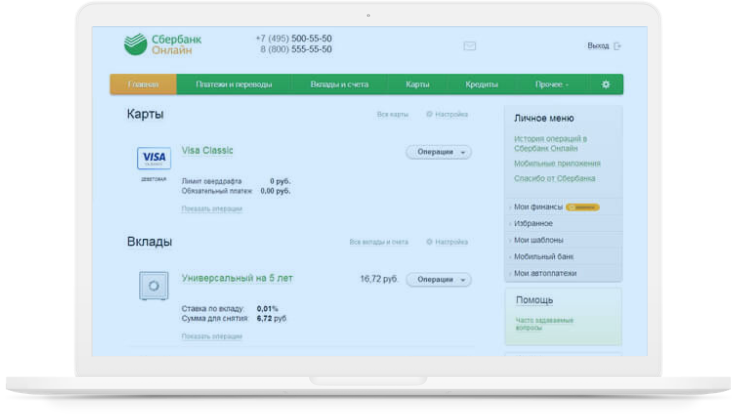 Сбербанк
Онлайн
+7 (495) 500-55-50
8 (800) 555-55-50
Выход
Главная
Платежи и переводы
Вклады и счета
Карты
Кредиты
Прочее
Карты
Все карты
Настройка
VISA
Visa Classic
Операции
Лимит овердрафта 0 руб.
Обязательный платеж 0,00 руб.
Показать операции
Вклады
Все вклады и счета
Настройка
Универсальный на 5 лет
16,72 руб.
Операции
Ставка по вкладу: 0,01%
Сумма для снятия: 6,72 руб
Показать операции
Личное меню
История операций в
Сбербанк Онлайн
Мобильные приложения
Спасибо от Сбербанка
Мои финансы
Избранное
Мои шаблоны
Мобильный банк
Мои автоплатежи
Помощь
Часто задаваемые
вопросы